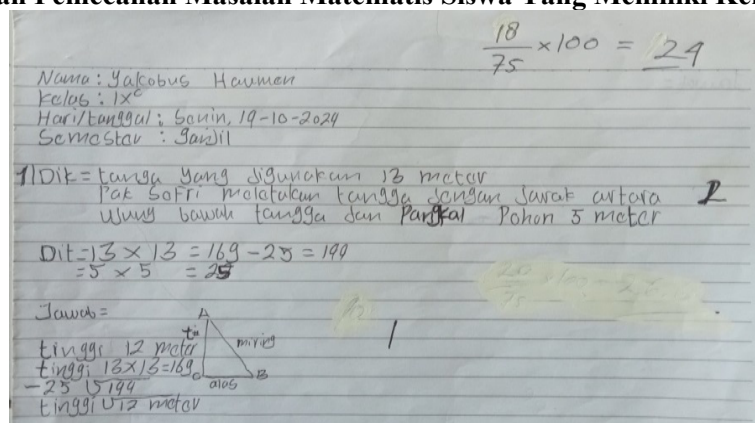 Pemecahan Masalah Matematis Siswa Yang Memiliki
18/75 x 100 = 24
Nama : Yakobus Haumen
Kelas : IXc
Hari/tanggal : Senin, 14-10-2024
Semester : Ganjil
1) Dik = tangga yang digunakan 13 meter
Pak Sofri meletakan tangga dengan Jarak antara 2
ujung bawah tangga dan Pangkal Pohon 5 meter
Dit = 13 x 13 = 169 - 25 = 144
= 5 x 5 = 25
Jawab =
A
tinggi 12 meter
miring
1
tinggi 13x13=169
C
B
alas
- 25 √144
tinggi √12 meter